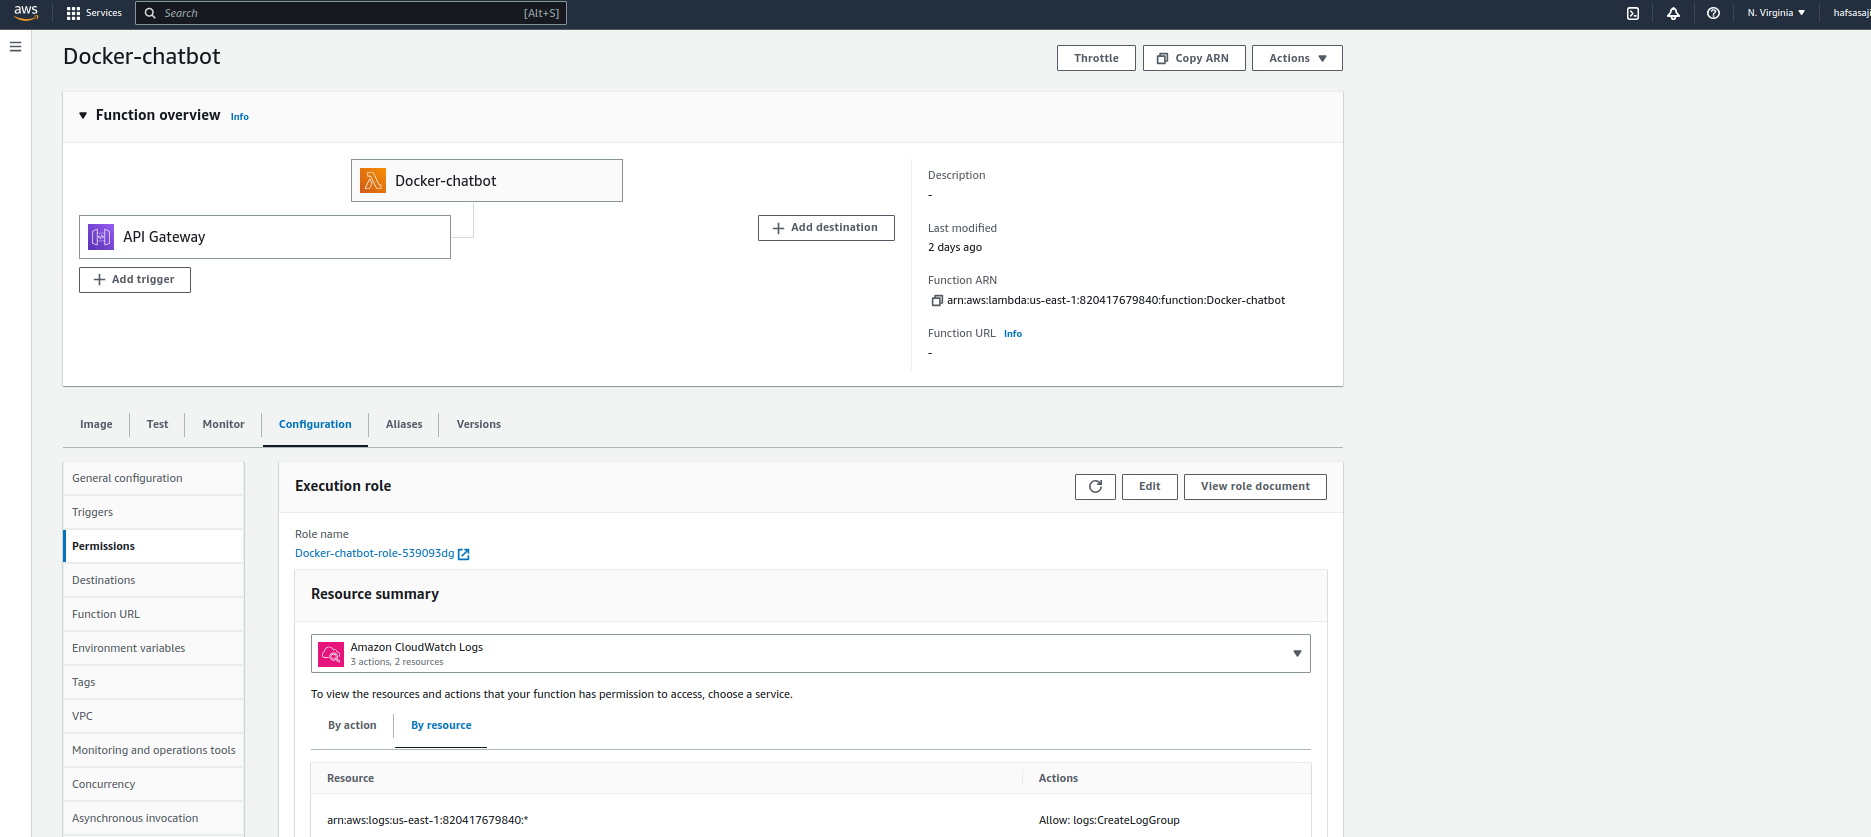 aws
Services
Search
[Alt+S]
N. Virginia
hafsasaji
Docker-chatbot
Throttle
Copy ARN
Actions
Function overview Info
Docker-chatbot
API Gateway
Add trigger
Add destination
Description
-
Last modified
2 days ago
Function ARN
arn:aws:lambda:us-east-1:820417679840:function:Docker-chatbot
Function URL Info
-
Image
Test
Monitor
Configuration
Aliases
Versions
General configuration
Triggers
Permissions
Destinations
Function URL
Environment variables
Tags
VPC
Monitoring and operations tools
Concurrency
Asynchronous invocation
Execution role
Edit
View role document
Role name
Docker-chatbot-role-539093dg
Resource summary
Amazon CloudWatch Logs
3 actions, 2 resources
To view the resources and actions that your function has permission to access, choose a service.
By action
By resource
Resource
Actions
arn:aws:logs:us-east-1:820417679840:*
Allow: logs:CreateLogGroup